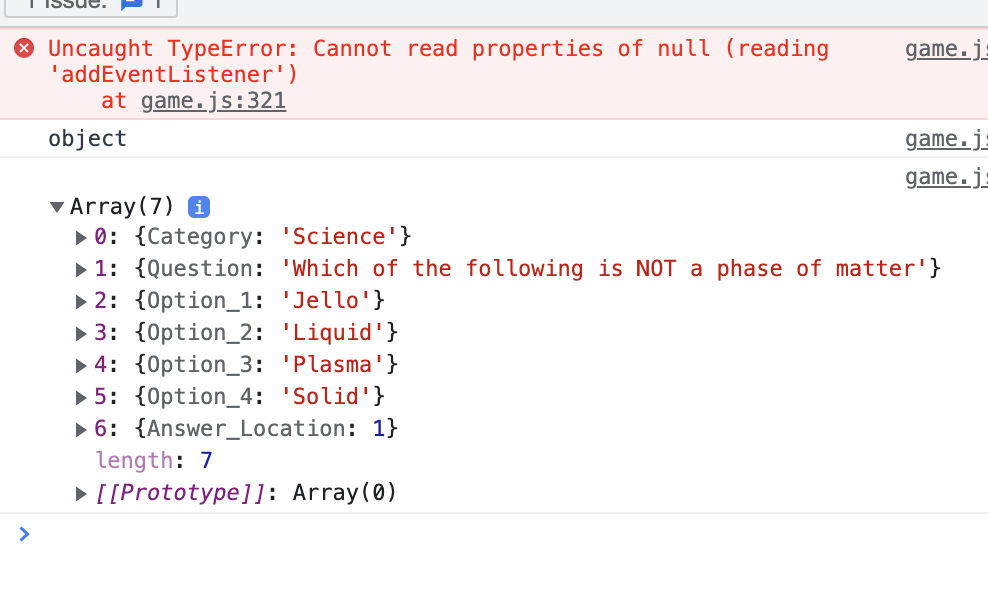 1 Issue: 1
Uncaught TypeError: Cannot read properties of null (reading game.js
'addEventListener')
at game.js:321
object game.js
game.js
Array(7) i
0: {Category: 'Science'}
1: {Question: 'Which of the following is NOT a phase of matter'}
2: {Option_1: 'Jello'}
3: {Option_2: 'Liquid'}
4: {Option_3: 'Plasma'}
5: {Option_4: 'Solid'}
6: {Answer_Location: 1}
length: 7
[[Prototype]]: Array(0)